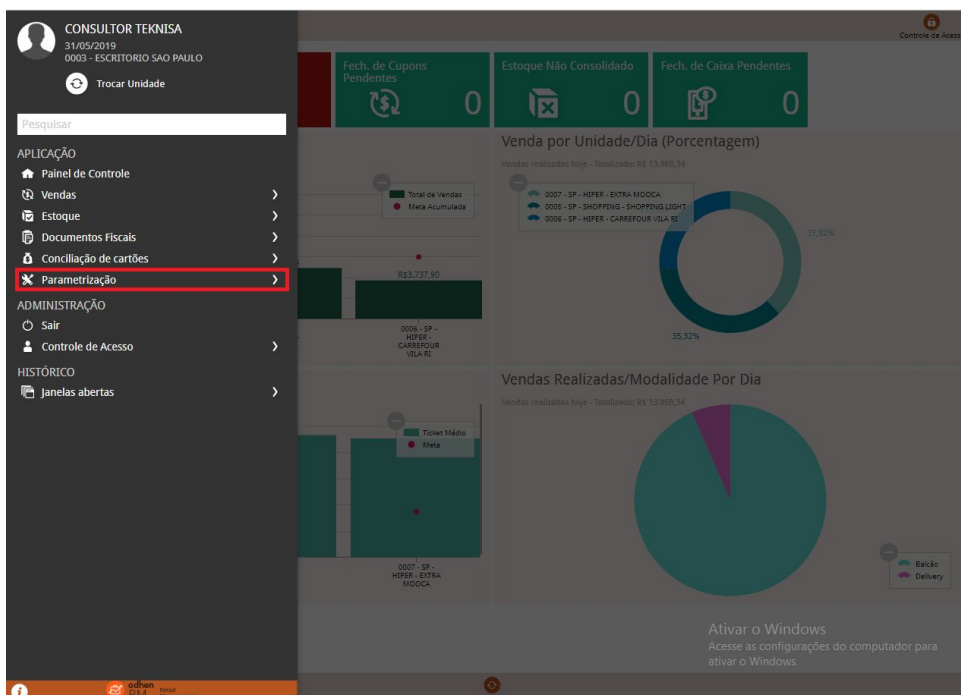 CONSULTOR TEKNISA
31/05/2019
0003 - ESCRITORIO SAO PAULO
Trocar Unidade
Pesquisar
APLICAÇÃO
Painel de Controle
Vendas
Estoque
Documentos Fiscais
Conciliação de cartões
Parametrização
ADMINISTRAÇÃO
Sair
Controle de Acesso
HISTÓRICO
Janelas abertas
odhen
Retail
Controle de Acess
Fech. de Cupons
Pendentes
0
Estoque Não Consolidado
0
Fech. de Caixa Pendentes
0
Total de Vendas
Meta Acumulada
R$3.737,90
0006 - SP -
HIPER -
CARREFOUR
VILA RI
Venda por Unidade/Dia (Porcentagem)
Vendas realizadas hoje - Totalizado: R$ 13.968,34
0007 - SP - HIPER - EXTRA MOOCA
0005 - SP - SHOPPING - SHOPPING LIGHT
0006 - SP - HIPER - CARREFOUR VILA RI
37,92%
35,32%
Ticket Médio
Meta
0007 - SP -
HIPER - EXTRA
MOOCA
Vendas Realizadas/Modalidade Por Dia
Vendas realizadas hoje - Totalizado: R$ 13.968,34
Balcão
Delivery
Ativar o Windows
Acesse as configurações do computador para
ativar o Windows.